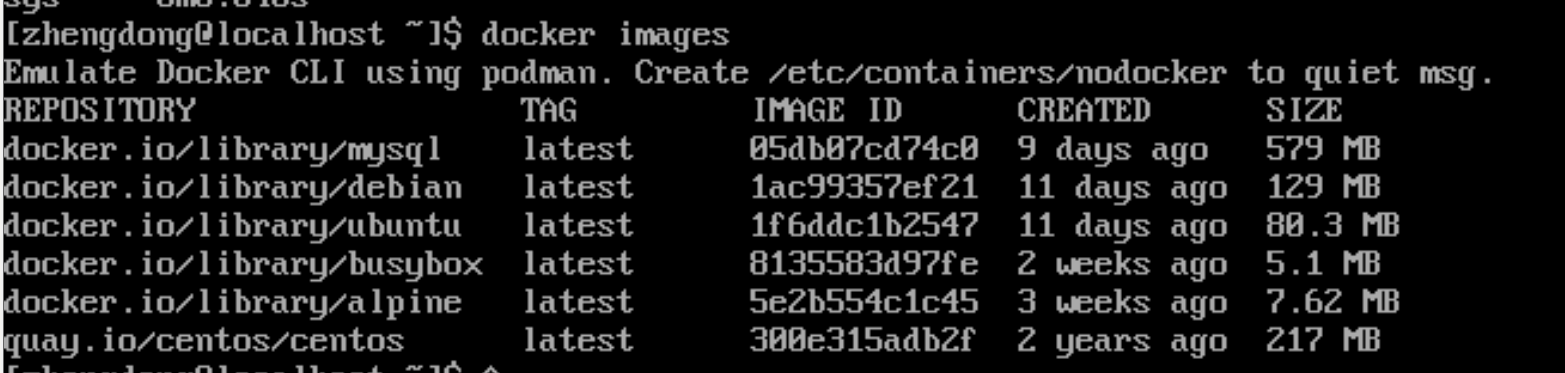 [zhengdong@localhost ~]$ docker images
Emulate Docker CLI using podman. Create /etc/containers/nodocker to quiet msg.
REPOSITORY TAG IMAGE ID CREATED SIZE
docker.io/library/mysql latest 05db07cd74c0 9 days ago 579 MB
docker.io/library/debian latest 1ac99357ef21 11 days ago 129 MB
docker.io/library/ubuntu latest 1f6ddc1b2547 11 days ago 80.3 MB
docker.io/library/busybox latest 8135583d97fe 2 weeks ago 5.1 MB
docker.io/library/alpine latest 5e2b554c1c45 3 weeks ago 7.62 MB
quay.io/centos/centos latest 300e315adb2f 2 years ago 217 MB
[zhengdong@localhost ~]$